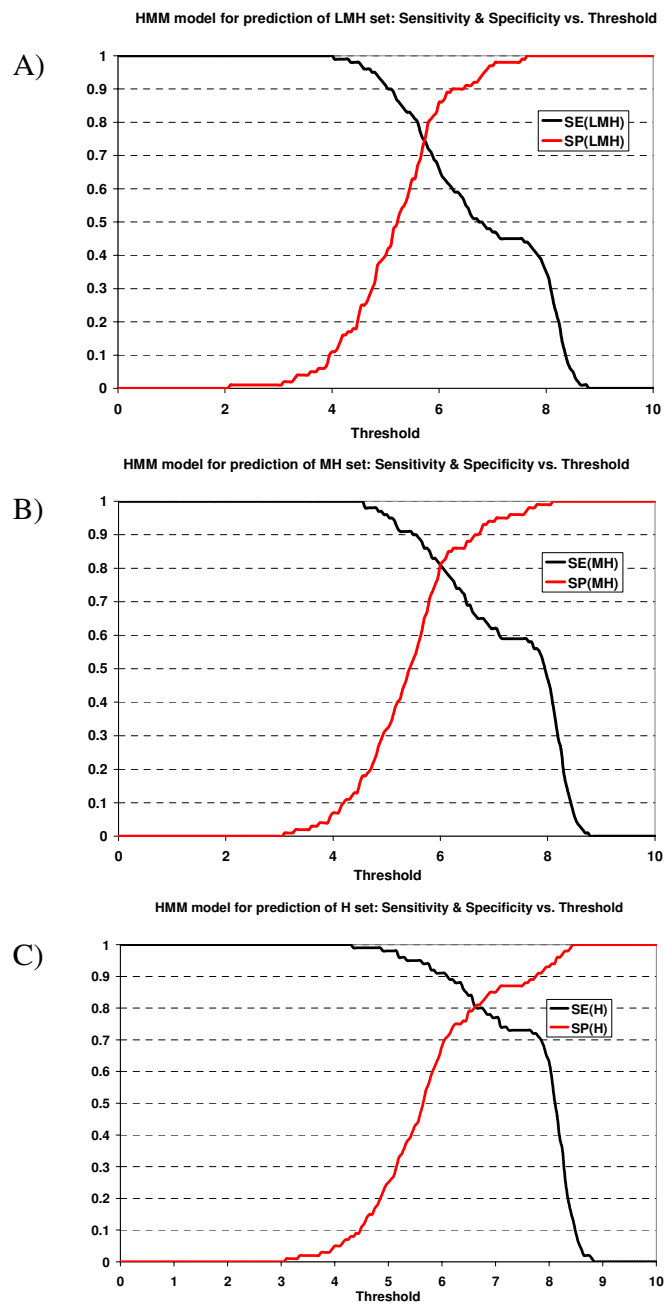 HMM model for prediction of LMH set: Sensitivity & Specificity vs. Threshold
A)
1
0.9
0.8
0.7
0.6
0.5
0.4
0.3
0.2
0.1
0
SE(LMH)
SP(LMH)
0 2 4 6 8 10
Threshold
HMM model for prediction of MH set: Sensitivity & Specificity vs. Threshold
B)
1
0.9
0.8
0.7
0.6
0.5
0.4
0.3
0.2
0.1
0
SE(MH)
SP(MH)
0 2 4 6 8 10
Threshold
HMM model for prediction of H set: Sensitivity & Specificity vs. Threshold
C)
1
0.9
0.8
0.7
0.6
0.5
0.4
0.3
0.2
0.1
0
SE(H)
SP(H)
0 1 2 3 4 5 6 7 8 9 10
Threshold